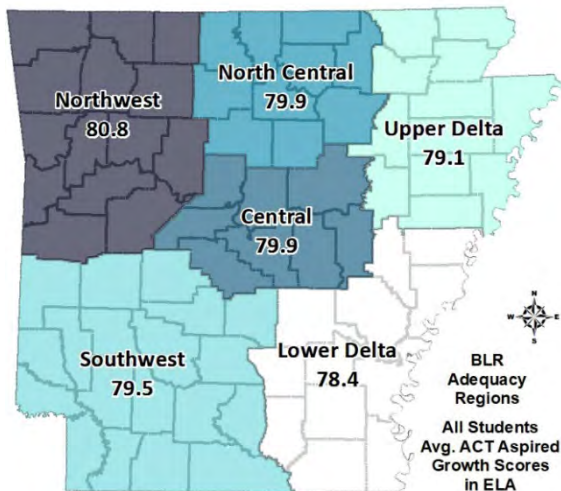 North Central
79.9
Northwest
80.8
Upper Delta
79.1
Central
79.9
Southwest
79.5
Lower Delta
78.4
N
W
E
S
BLR
Adequacy
Regions
All Students
Avg. ACT Aspired
Growth Scores
in ELA